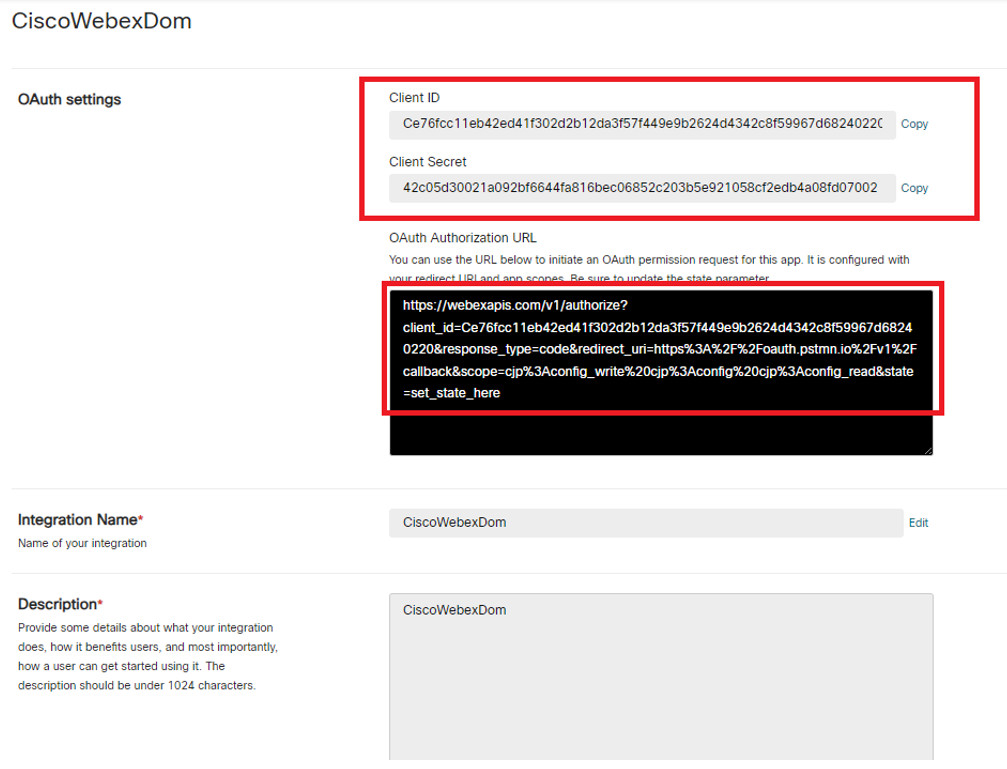 CiscoWebexDom
OAuth settings
Client ID
Ce76fcc11eb42ed41f302d2b12da3f57f449e9b2624d4342c8f59967d6824022(
Copy
Client Secret
42c05d30021a092bf6644fa816bec06852c203b5e921058cf2edb4a08fd07002
Copy
OAuth Authorization URL
You can use the URL below to initiate an OAuth permission request for this app. It is configured with
your redirect URI and app scopes. Be sure to update the state parameter
https://webexapis.com/v1/authorize?
client_id=Ce76fcc11eb42ed41f302d2b12da3f57f449e9b2624d4342c8f59967d6824
0220&response_type=code&redirect_uri=https%3A%2F%2Foauth.pstmn.io%2Fv1%2F
callback&scope=cjp%3Aconfig_write%20cjp%3Aconfig%20cjp%3Aconfig_read&state
=set_state_here
Integration Name*
Name of your integration
CiscoWebexDom
Edit
Description*
Provide some details about what your integration
does, how it benefits users, and most importantly,
how a user can get started using it. The
description should be under 1024 characters.
CiscoWebexDom